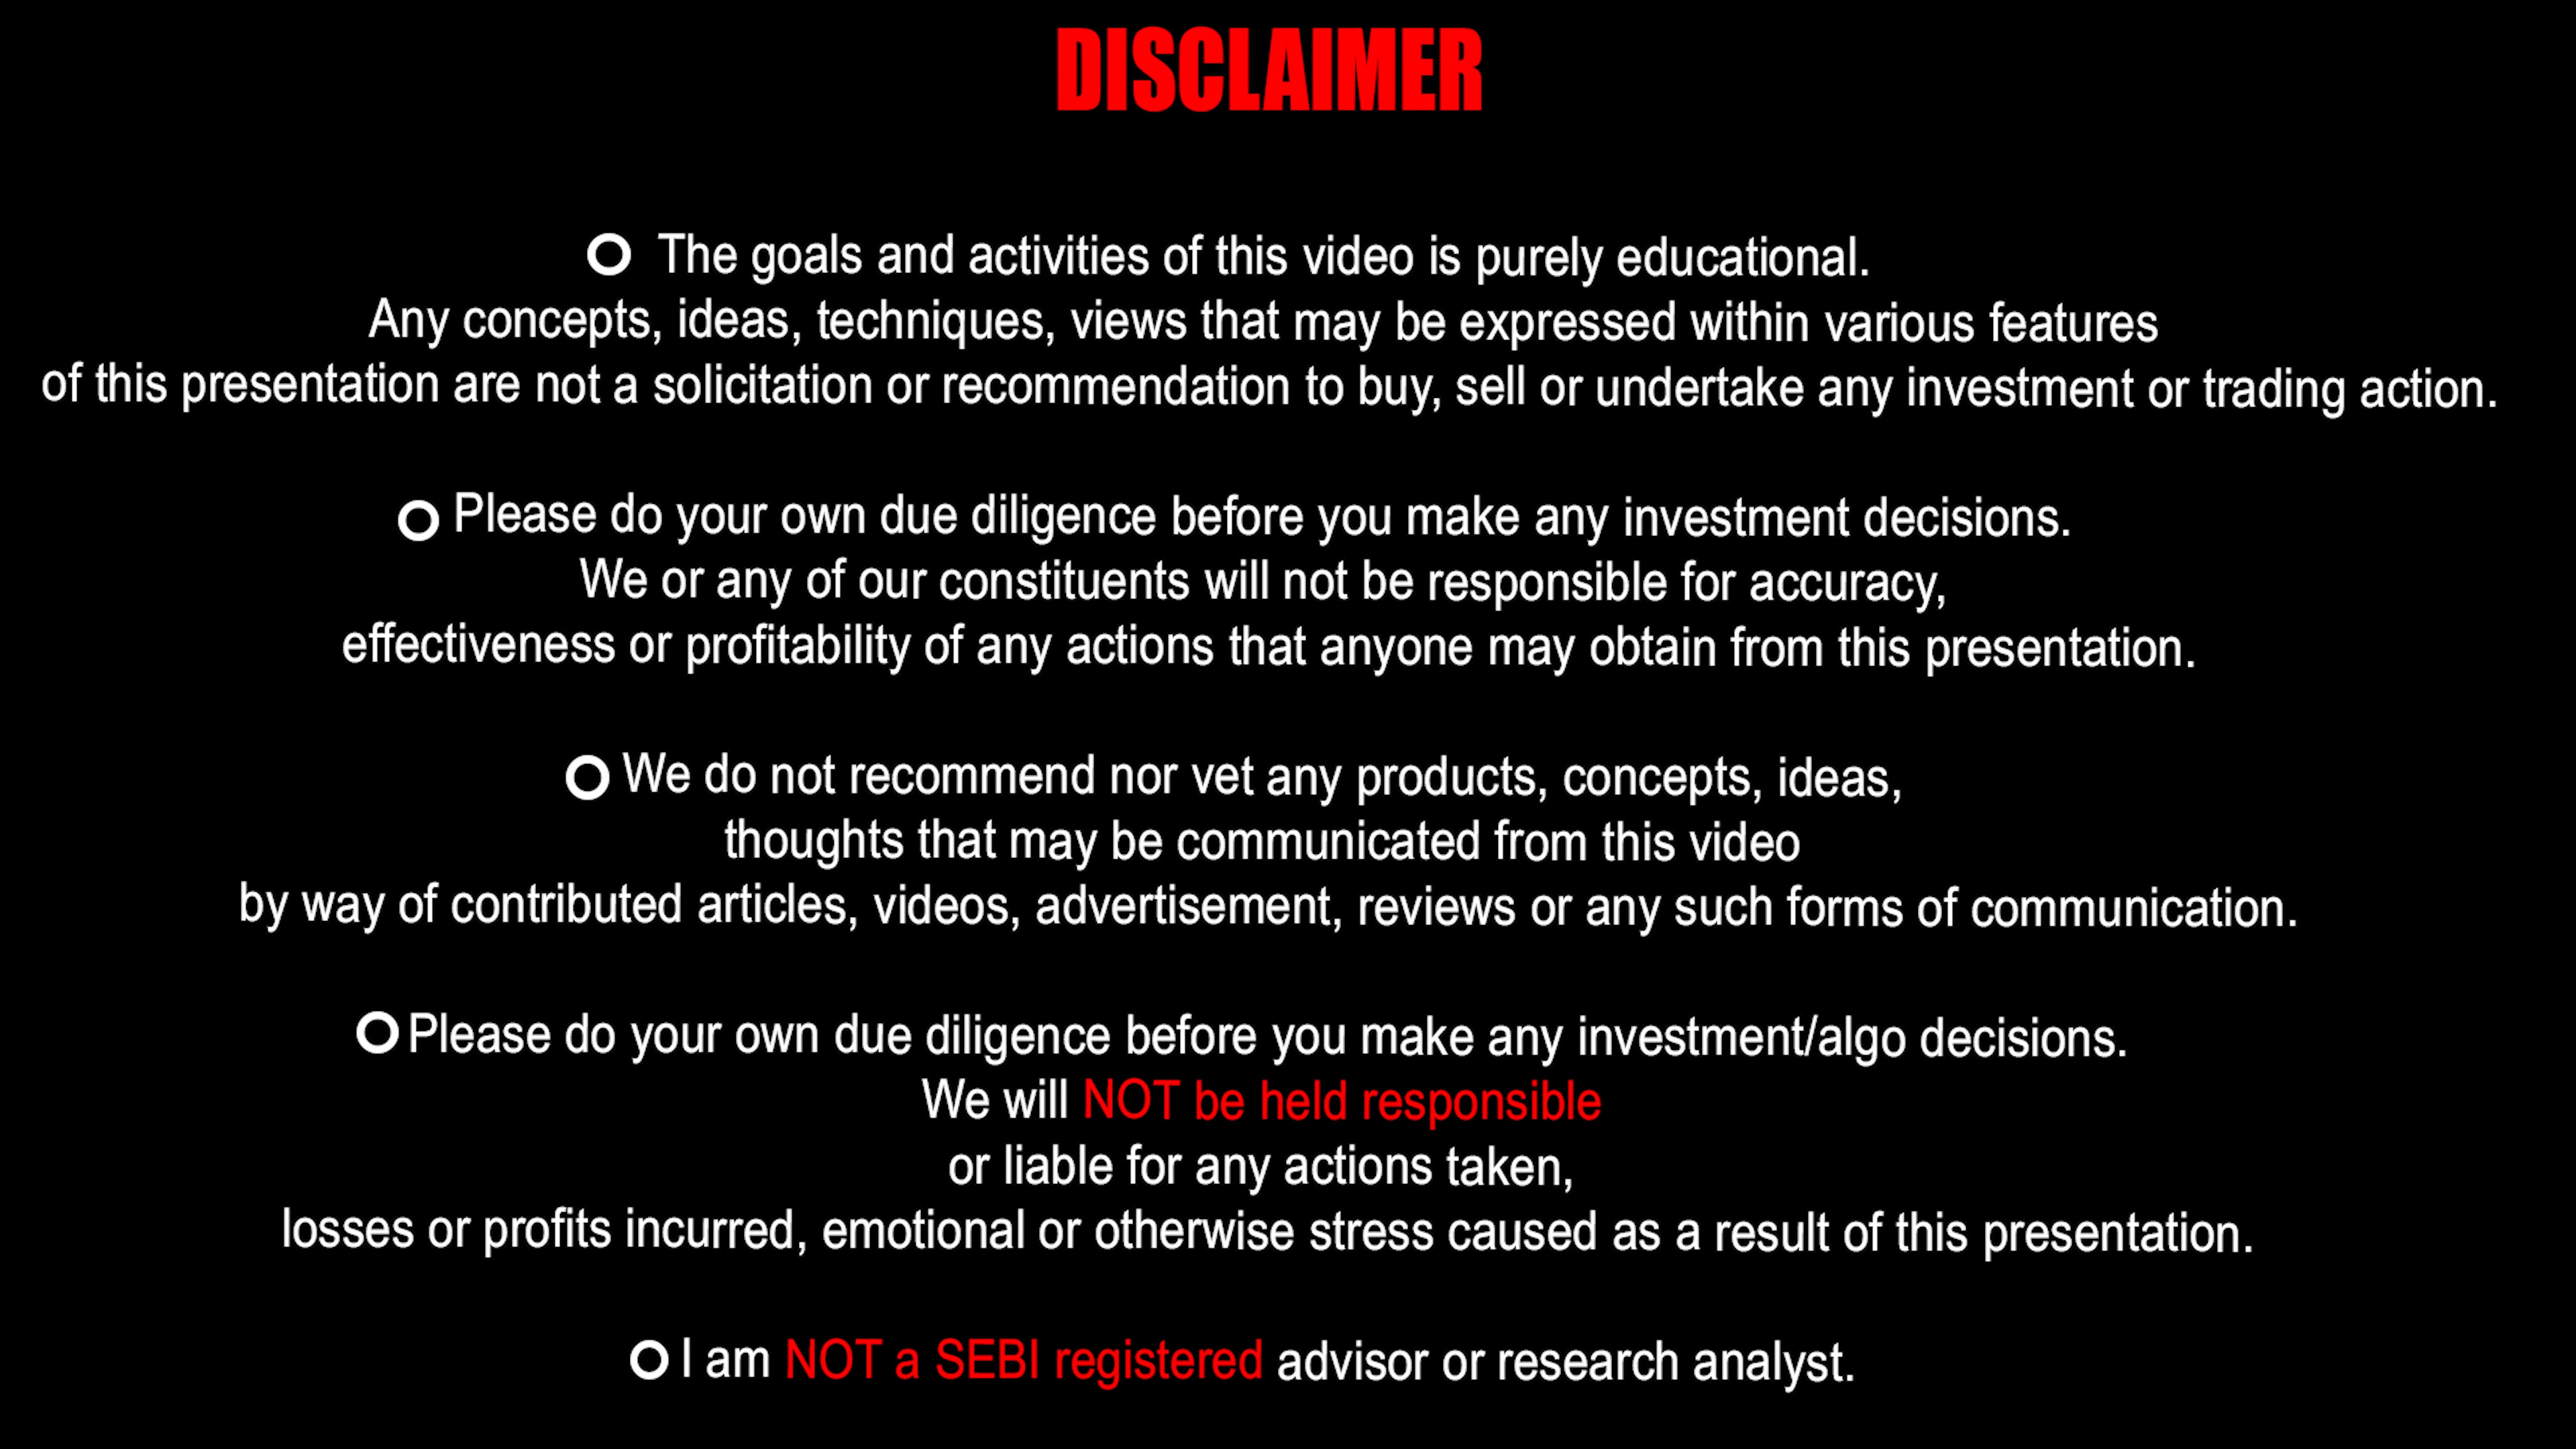 DISCLAIMER
The goals and activities of this video is purely educational.
Any concepts, ideas, techniques, views that may be expressed within various features
of this presentation are not a solicitation or recommendation to buy, sell or undertake any investment or trading action.
Please do your own due diligence before you make any investment decisions.
We or any of our constituents will not be responsible for accuracy,
effectiveness or profitability of any actions that anyone may obtain from this presentation.
We do not recommend nor vet any products, concepts, ideas,
thoughts that may be communicated from this video
by way of contributed articles, videos, advertisement, reviews or any such forms of communication.
Please do your own due diligence before you make any investment/algo decisions.
We will NOT be held responsible
or liable for any actions taken,
losses or profits incurred, emotional or otherwise stress caused as a result of this presentation.
I am NOT a SEBI registered advisor or research analyst.